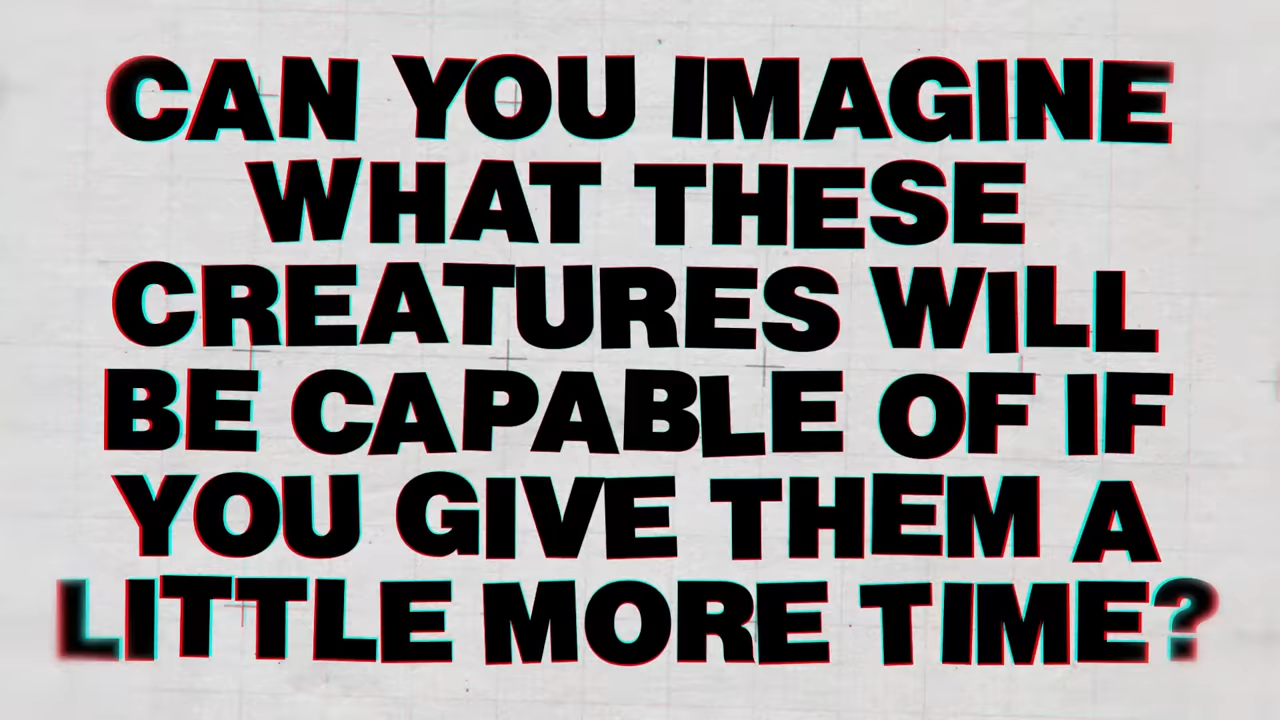 CAN YOU IMAGINE
WHAT THESE
CREATURES WILL
BE CAPABLE OF IF
YOU GIVE THEM A
LITTLE MORE TIME?